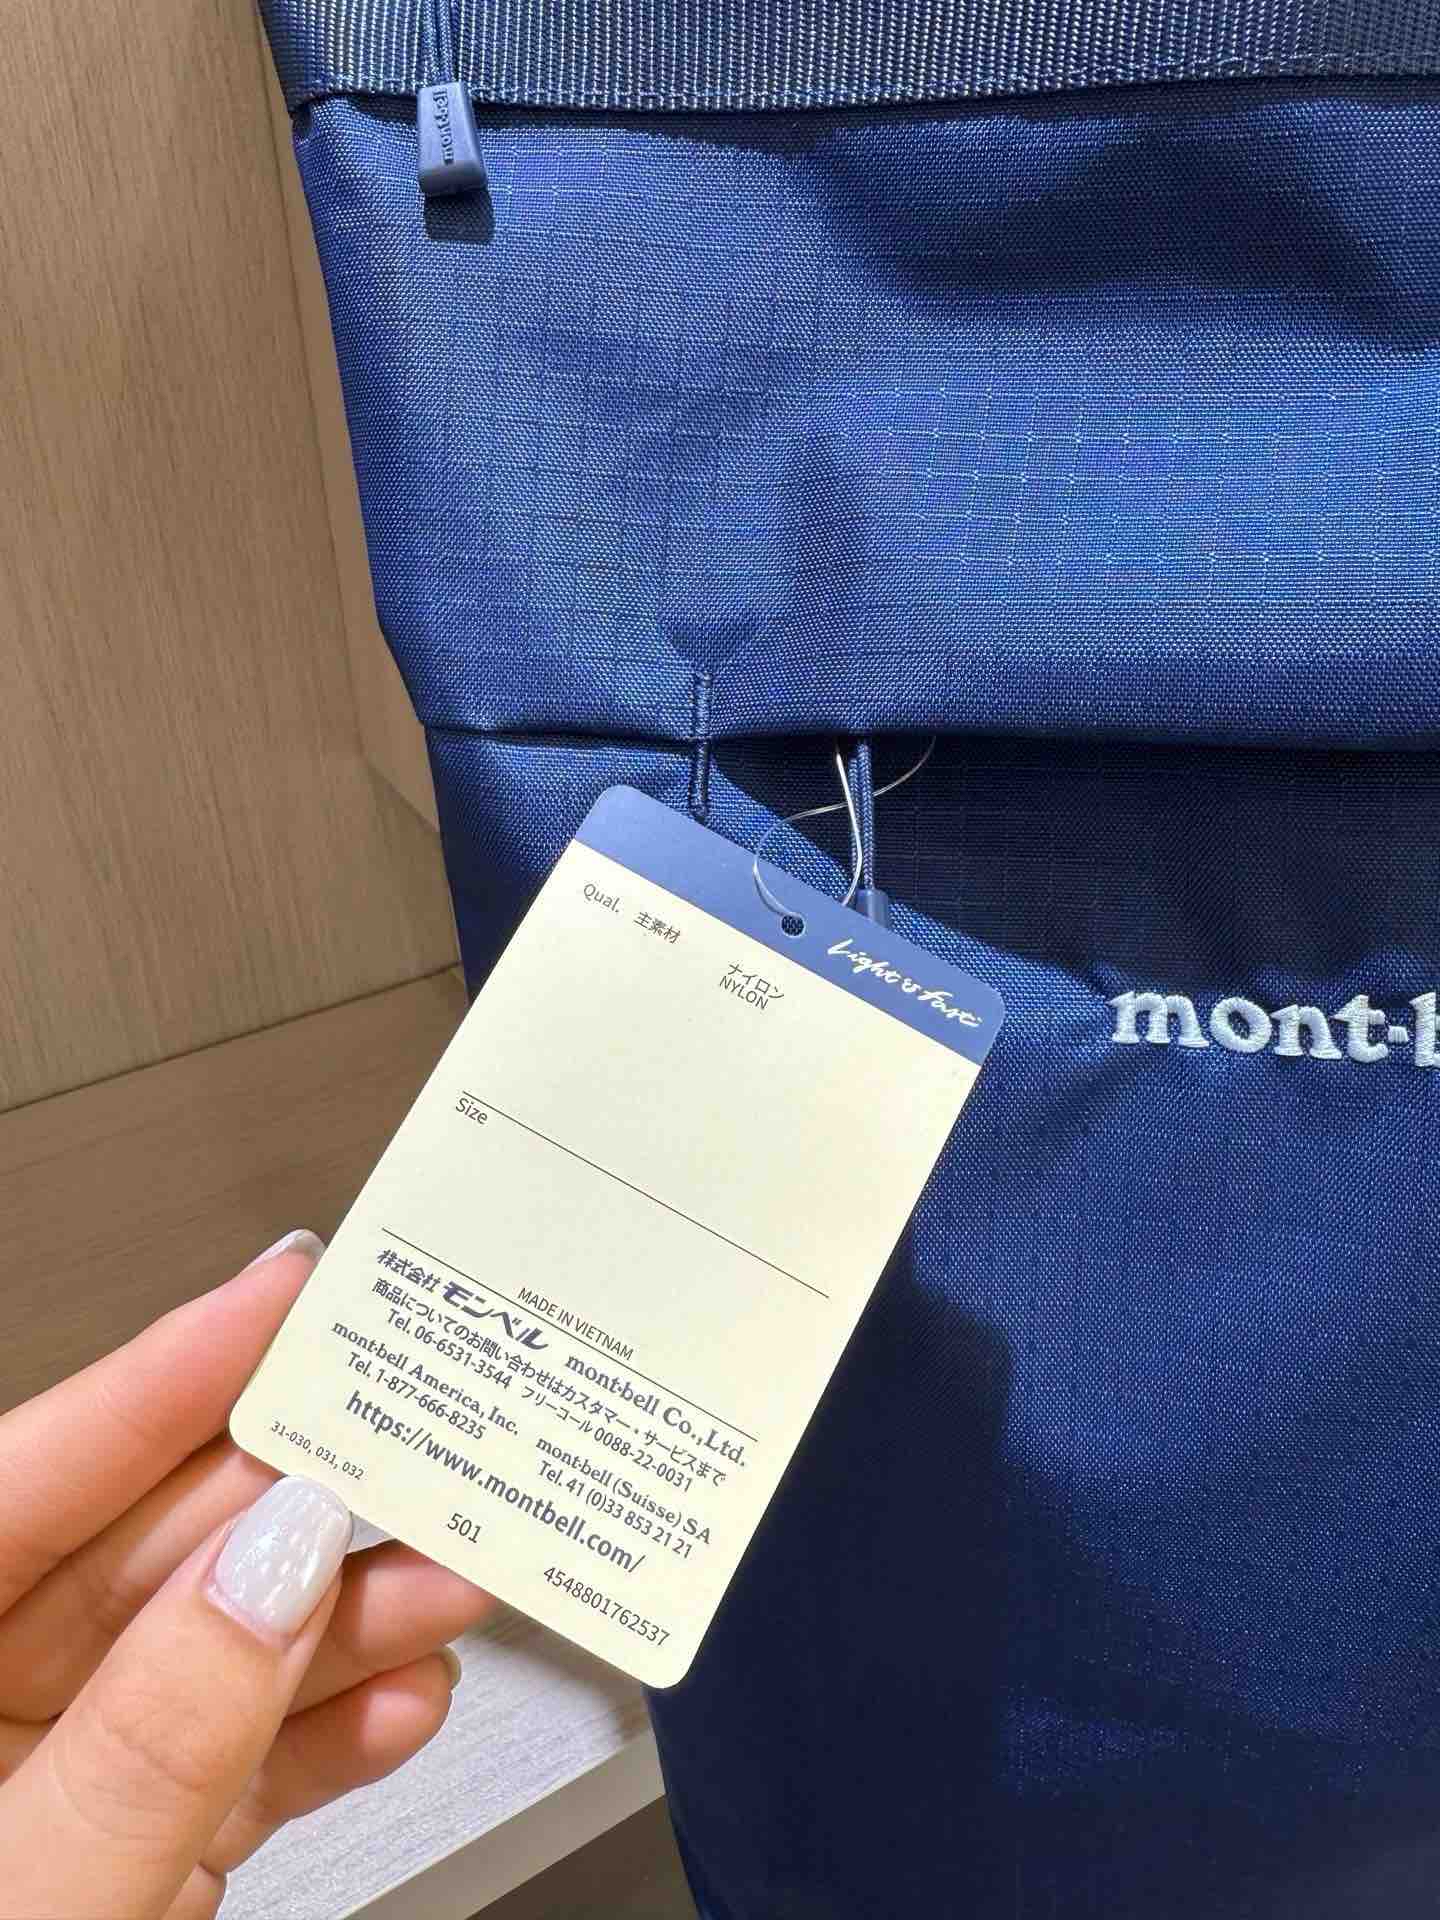 mont-bell
Light & Fast
Qual. 主素材
ナイロン
NYLON
Size
MADE IN VIETNAM
株式会社 モンベル mont-bell Co.,Ltd.
商品についてのお問い合わせはカスタマー・サービスまで
Tel. 06-6531-3544 フリーコール 0088-22-0031
mont-bell America, Inc. mont-bell (Suisse) SA
Tel. 1-877-666-8235 Tel. 41 (0)33 853 21 21
https://www.montbell.com/
31-030, 031, 032
501
4548801762537
mont-b